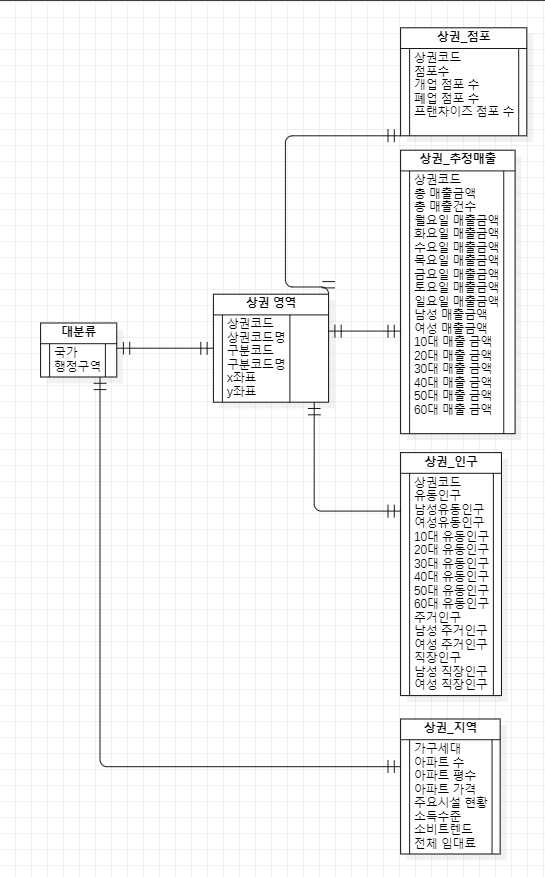 상권_점포
상권코드
점포수
개업 점포 수
폐업 점포 수
프랜차이즈 점포 수
상권_추정매출
상권코드
총 매출금액
총 매출건수
월요일 매출금액
화요일 매출금액
수요일 매출금액
목요일 매출금액
금요일 매출금액
토요일 매출금액
일요일 매출금액
남성 매출금액
여성 매출금액
10대 매출 금액
20대 매출 금액
30대 매출 금액
40대 매출 금액
50대 매출 금액
60대 매출 금액
상권 영역
상권코드
상권코드명
구분코드
구분코드명
x좌표
y좌표
대분류
국가
행정구역
상권_인구
상권코드
유동인구
남성유동인구
여성유동인구
10대 유동인구
20대 유동인구
30대 유동인구
40대 유동인구
50대 유동인구
60대 유동인구
주거인구
남성 주거인구
여성 주거인구
직장인구
남성 직장인구
여성 직장인구
상권_지역
가구세대
아파트 수
아파트 평수
아파트 가격
주요시설 현황
소득수준
소비트렌드
전체 임대료